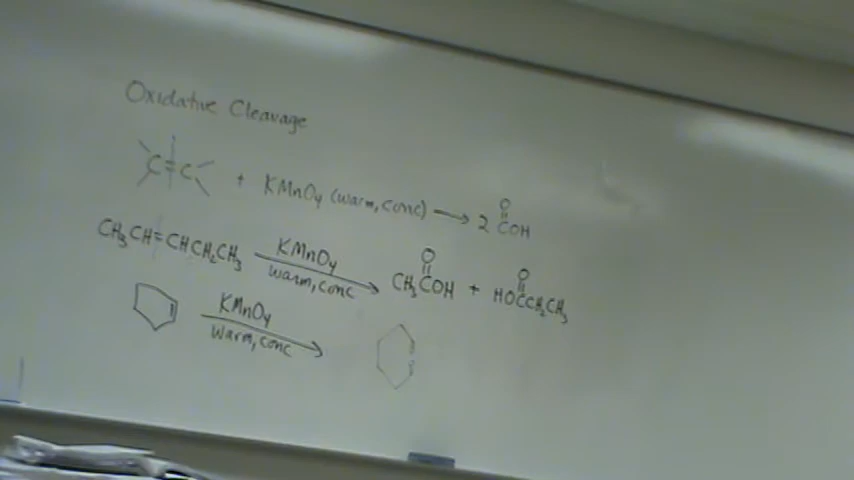 Oxidative Cleavage
C=C + KMnO4 (warm, conc) → 2 COH
O
CH3CH=CHCH2CH3 KMnO4 warm, conc → CH3COH + HOCCH2CH3
O O
KMnO4 warm, conc →